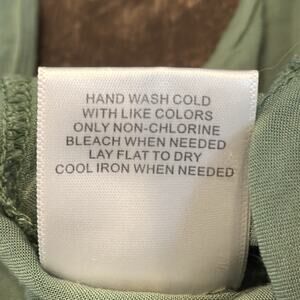 HAND WASH COLD
WITH LIKE COLORS
ONLY NON-CHLORINE
BLEACH WHEN NEEDED
LAY FLAT TO DRY
COOL IRON WHEN NEEDED